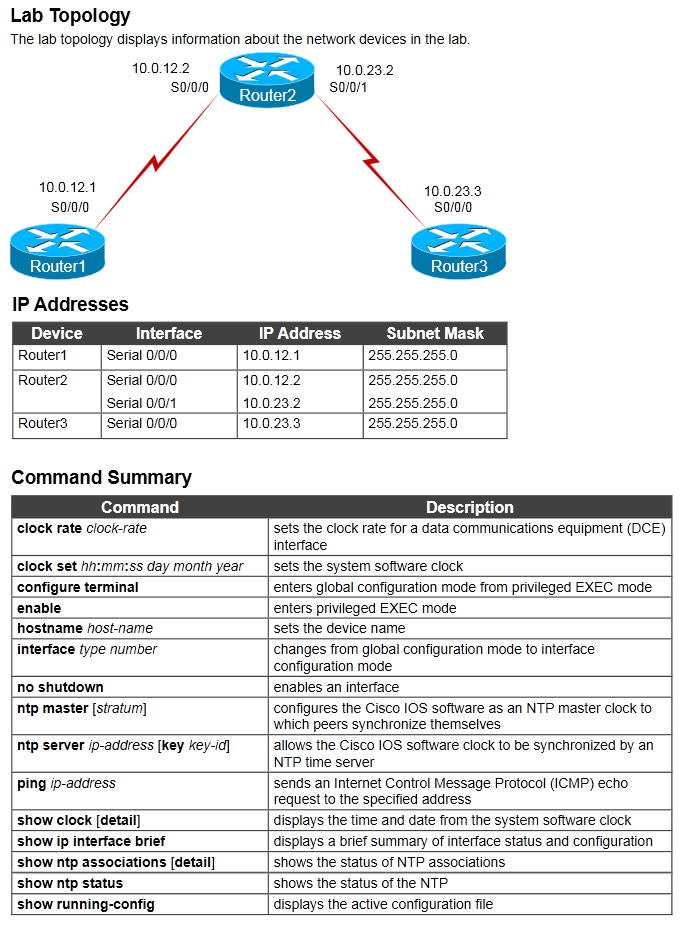 Lab Topology
The lab topology displays information about the network devices in the lab.
10.0.12.2
S0/0/0
Router2
10.0.23.2
S0/0/1
10.0.12.1
S0/0/0
Router1
10.0.23.3
S0/0/0
Router3
IP Addresses
Device Interface IP Address Subnet Mask
Router1 Serial 0/0/0 10.0.12.1 255.255.255.0
Router2 Serial 0/0/0 10.0.12.2 255.255.255.0
Serial 0/0/1 10.0.23.2 255.255.255.0
Router3 Serial 0/0/0 10.0.23.3 255.255.255.0
Command Summary
Command Description
clock rate clock-rate sets the clock rate for a data communications equipment (DCE)
interface
clock set hh:mm:ss day month year sets the system software clock
configure terminal enters global configuration mode from privileged EXEC mode
enable enters privileged EXEC mode
hostname host-name sets the device name
interface type number changes from global configuration mode to interface
configuration mode
no shutdown enables an interface
ntp master [stratum] configures the Cisco IOS software as an NTP master clock to
which peers synchronize themselves
ntp server ip-address [key key-id] allows the Cisco IOS software clock to be synchronized by an
NTP time server
ping ip-address sends an Internet Control Message Protocol (ICMP) echo
request to the specified address
show clock [detail] displays the time and date from the system software clock
show ip interface brief displays a brief summary of interface status and configuration
show ntp associations [detail] shows the status of NTP associations
show ntp status shows the status of the NTP
show running-config displays the active configuration file